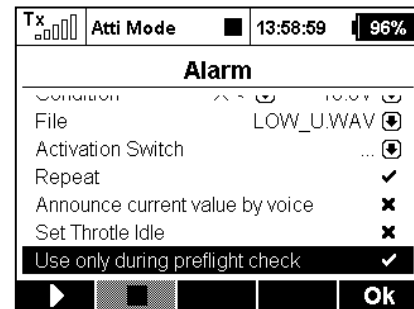 Tx Atti Mode 13:58:59 96%
Alarm
Condition X <
File LOW_U.WAV
Activation Switch ...
Repeat
Announce current value by voice
Set Throtle Idle
Use only during preflight check
Ok